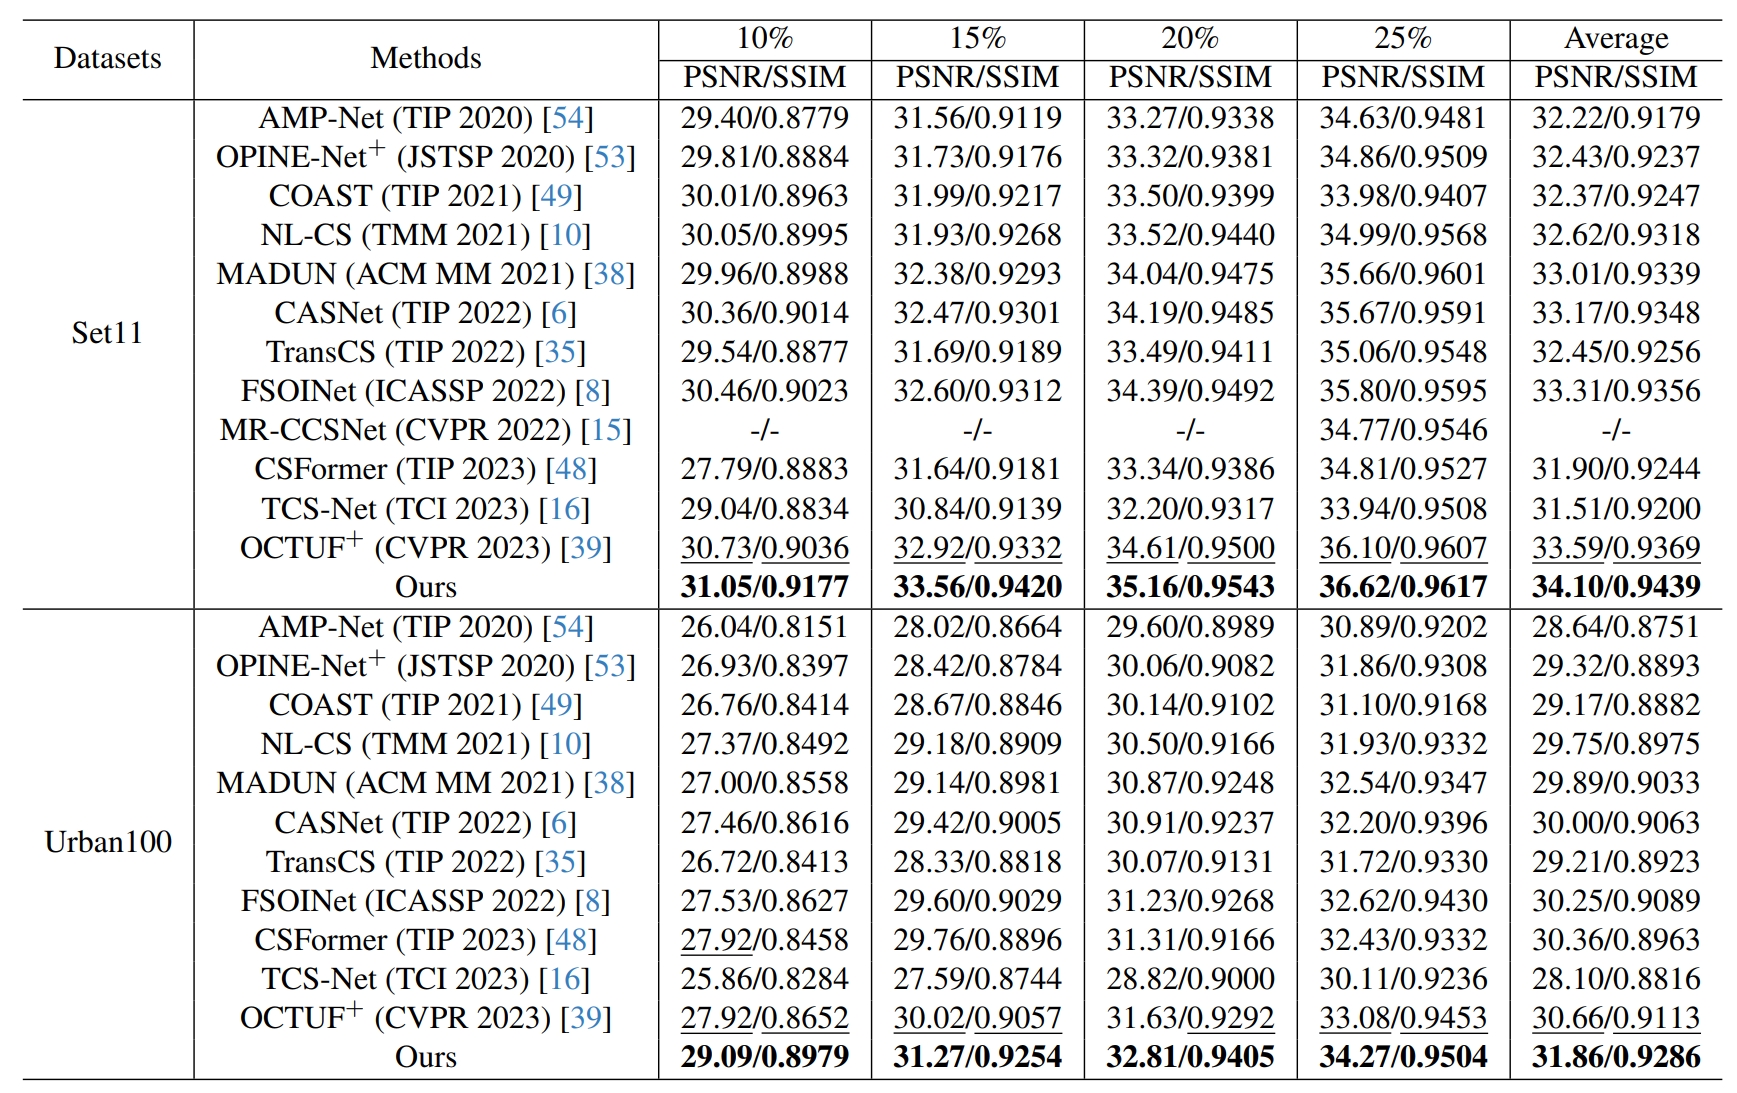 Datasets Methods 10% 15% 20% 25% Average
PSNR/SSIM PSNR/SSIM PSNR/SSIM PSNR/SSIM PSNR/SSIM
Set11
AMP-Net (TIP 2020) [54] 29.40/0.8779 31.56/0.9119 33.27/0.9338 34.63/0.9481 32.22/0.9179
OPINE-Net+ (JSTSP 2020) [53] 29.81/0.8884 31.73/0.9176 33.32/0.9381 34.86/0.9509 32.43/0.9237
COAST (TIP 2021) [49] 30.01/0.8963 31.99/0.9217 33.50/0.9399 33.98/0.9407 32.37/0.9247
NL-CS (TMM 2021) [10] 30.05/0.8995 31.93/0.9268 33.52/0.9440 34.99/0.9568 32.62/0.9318
MADUN (ACM MM 2021) [38] 29.96/0.8988 32.38/0.9293 34.04/0.9475 35.66/0.9601 33.01/0.9339
CASNet (TIP 2022) [6] 30.36/0.9014 32.47/0.9301 34.19/0.9485 35.67/0.9591 33.17/0.9348
TransCS (TIP 2022) [35] 29.54/0.8877 31.69/0.9189 33.49/0.9411 35.06/0.9548 32.45/0.9256
FSOINet (ICASSP 2022) [8] 30.46/0.9023 32.60/0.9312 34.39/0.9492 35.80/0.9595 33.31/0.9356
MR-CCSNet (CVPR 2022) [15] -/- -/- -/- 34.77/0.9546 -/-
CSFormer (TIP 2023) [48] 27.79/0.8883 31.64/0.9181 33.34/0.9386 34.81/0.9527 31.90/0.9244
TCS-Net (TCI 2023) [16] 29.04/0.8834 30.84/0.9139 32.20/0.9317 33.94/0.9508 31.51/0.9200
OCTUF+ (CVPR 2023) [39] 30.73/0.9036 32.92/0.9332 34.61/0.9500 36.10/0.9607 33.59/0.9369
Ours 31.05/0.9177 33.56/0.9420 35.16/0.9543 36.62/0.9617 34.10/0.9439
Urban100
AMP-Net (TIP 2020) [54] 26.04/0.8151 28.02/0.8664 29.60/0.8989 30.89/0.9202 28.64/0.8751
OPINE-Net+ (JSTSP 2020) [53] 26.93/0.8397 28.42/0.8784 30.06/0.9082 31.86/0.9308 29.32/0.8893
COAST (TIP 2021) [49] 26.76/0.8414 28.67/0.8846 30.14/0.9102 31.10/0.9168 29.17/0.8882
NL-CS (TMM 2021) [10] 27.37/0.8492 29.18/0.8909 30.50/0.9166 31.93/0.9332 29.75/0.8975
MADUN (ACM MM 2021) [38] 27.00/0.8558 29.14/0.8981 30.87/0.9248 32.54/0.9347 29.89/0.9033
CASNet (TIP 2022) [6] 27.46/0.8616 29.42/0.9005 30.91/0.9237 32.20/0.9396 30.00/0.9063
TransCS (TIP 2022) [35] 26.72/0.8413 28.33/0.8818 30.07/0.9131 31.72/0.9330 29.21/0.8923
FSOINet (ICASSP 2022) [8] 27.53/0.8627 29.60/0.9029 31.23/0.9268 32.62/0.9430 30.25/0.9089
CSFormer (TIP 2023) [48] 27.92/0.8458 29.76/0.8896 31.31/0.9166 32.43/0.9332 30.36/0.8963
TCS-Net (TCI 2023) [16] 25.86/0.8284 27.59/0.8744 28.82/0.9000 30.11/0.9236 28.10/0.8816
OCTUF+ (CVPR 2023) [39] 27.92/0.8652 30.02/0.9057 31.63/0.9292 33.08/0.9453 30.66/0.9113
Ours 29.09/0.8979 31.27/0.9254 32.81/0.9405 34.27/0.9504 31.86/0.9286